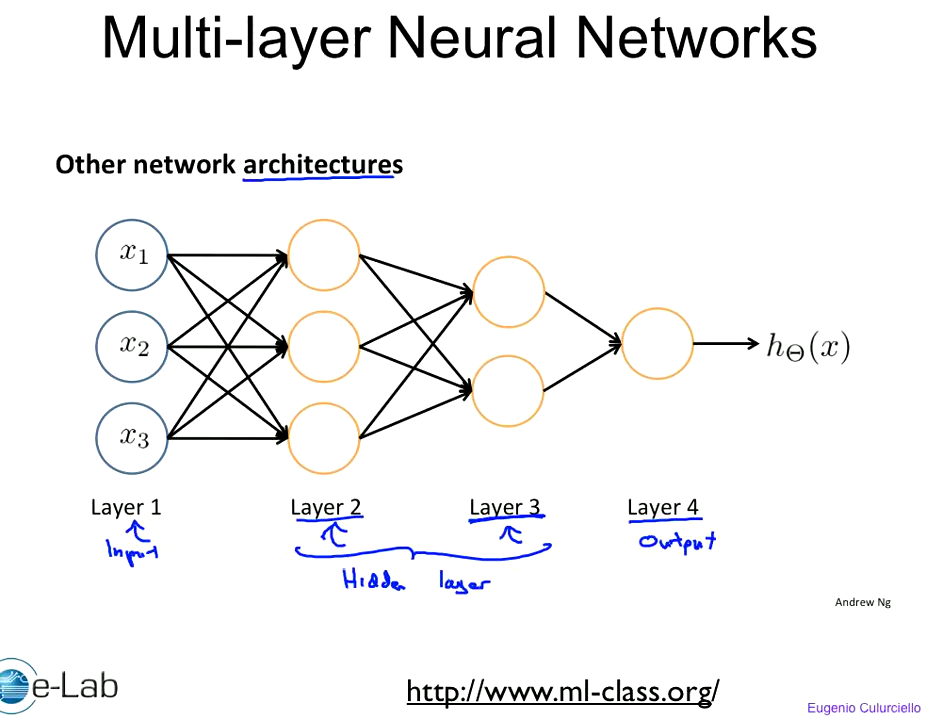 Multi-layer Neural Networks
Other network architectures
x₁
x₂
x₃
h_Θ(x)
Layer 1 Layer 2 Layer 3 Layer 4
Input Output
Hidden layer
Andrew Ng
e-Lab
http://www.ml-class.org/
Eugenio Culurciello